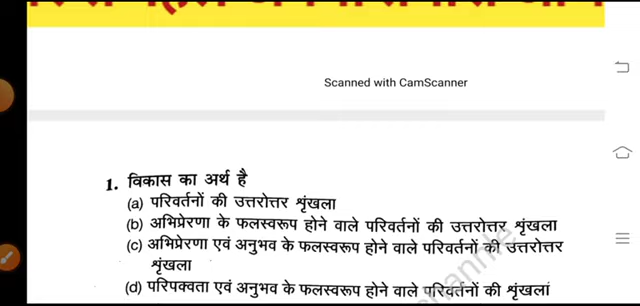 Scanned with CamScanner
1. विकास का अर्थ है
(a) परिवर्तनों की उत्तरोत्तर शृंखला
(b) अभिप्रेरणा के फलस्वरूप होने वाले परिवर्तनों की उत्तरोत्तर शृंखला
(c) अभिप्रेरणा एवं अनुभव के फलस्वरूप होने वाले परिवर्तनों की उत्तरोत्तर
शृंखला
(d) परिपक्वता एवं अनुभव के फलस्वरूप होने वाले परिवर्तनों की शृंखला